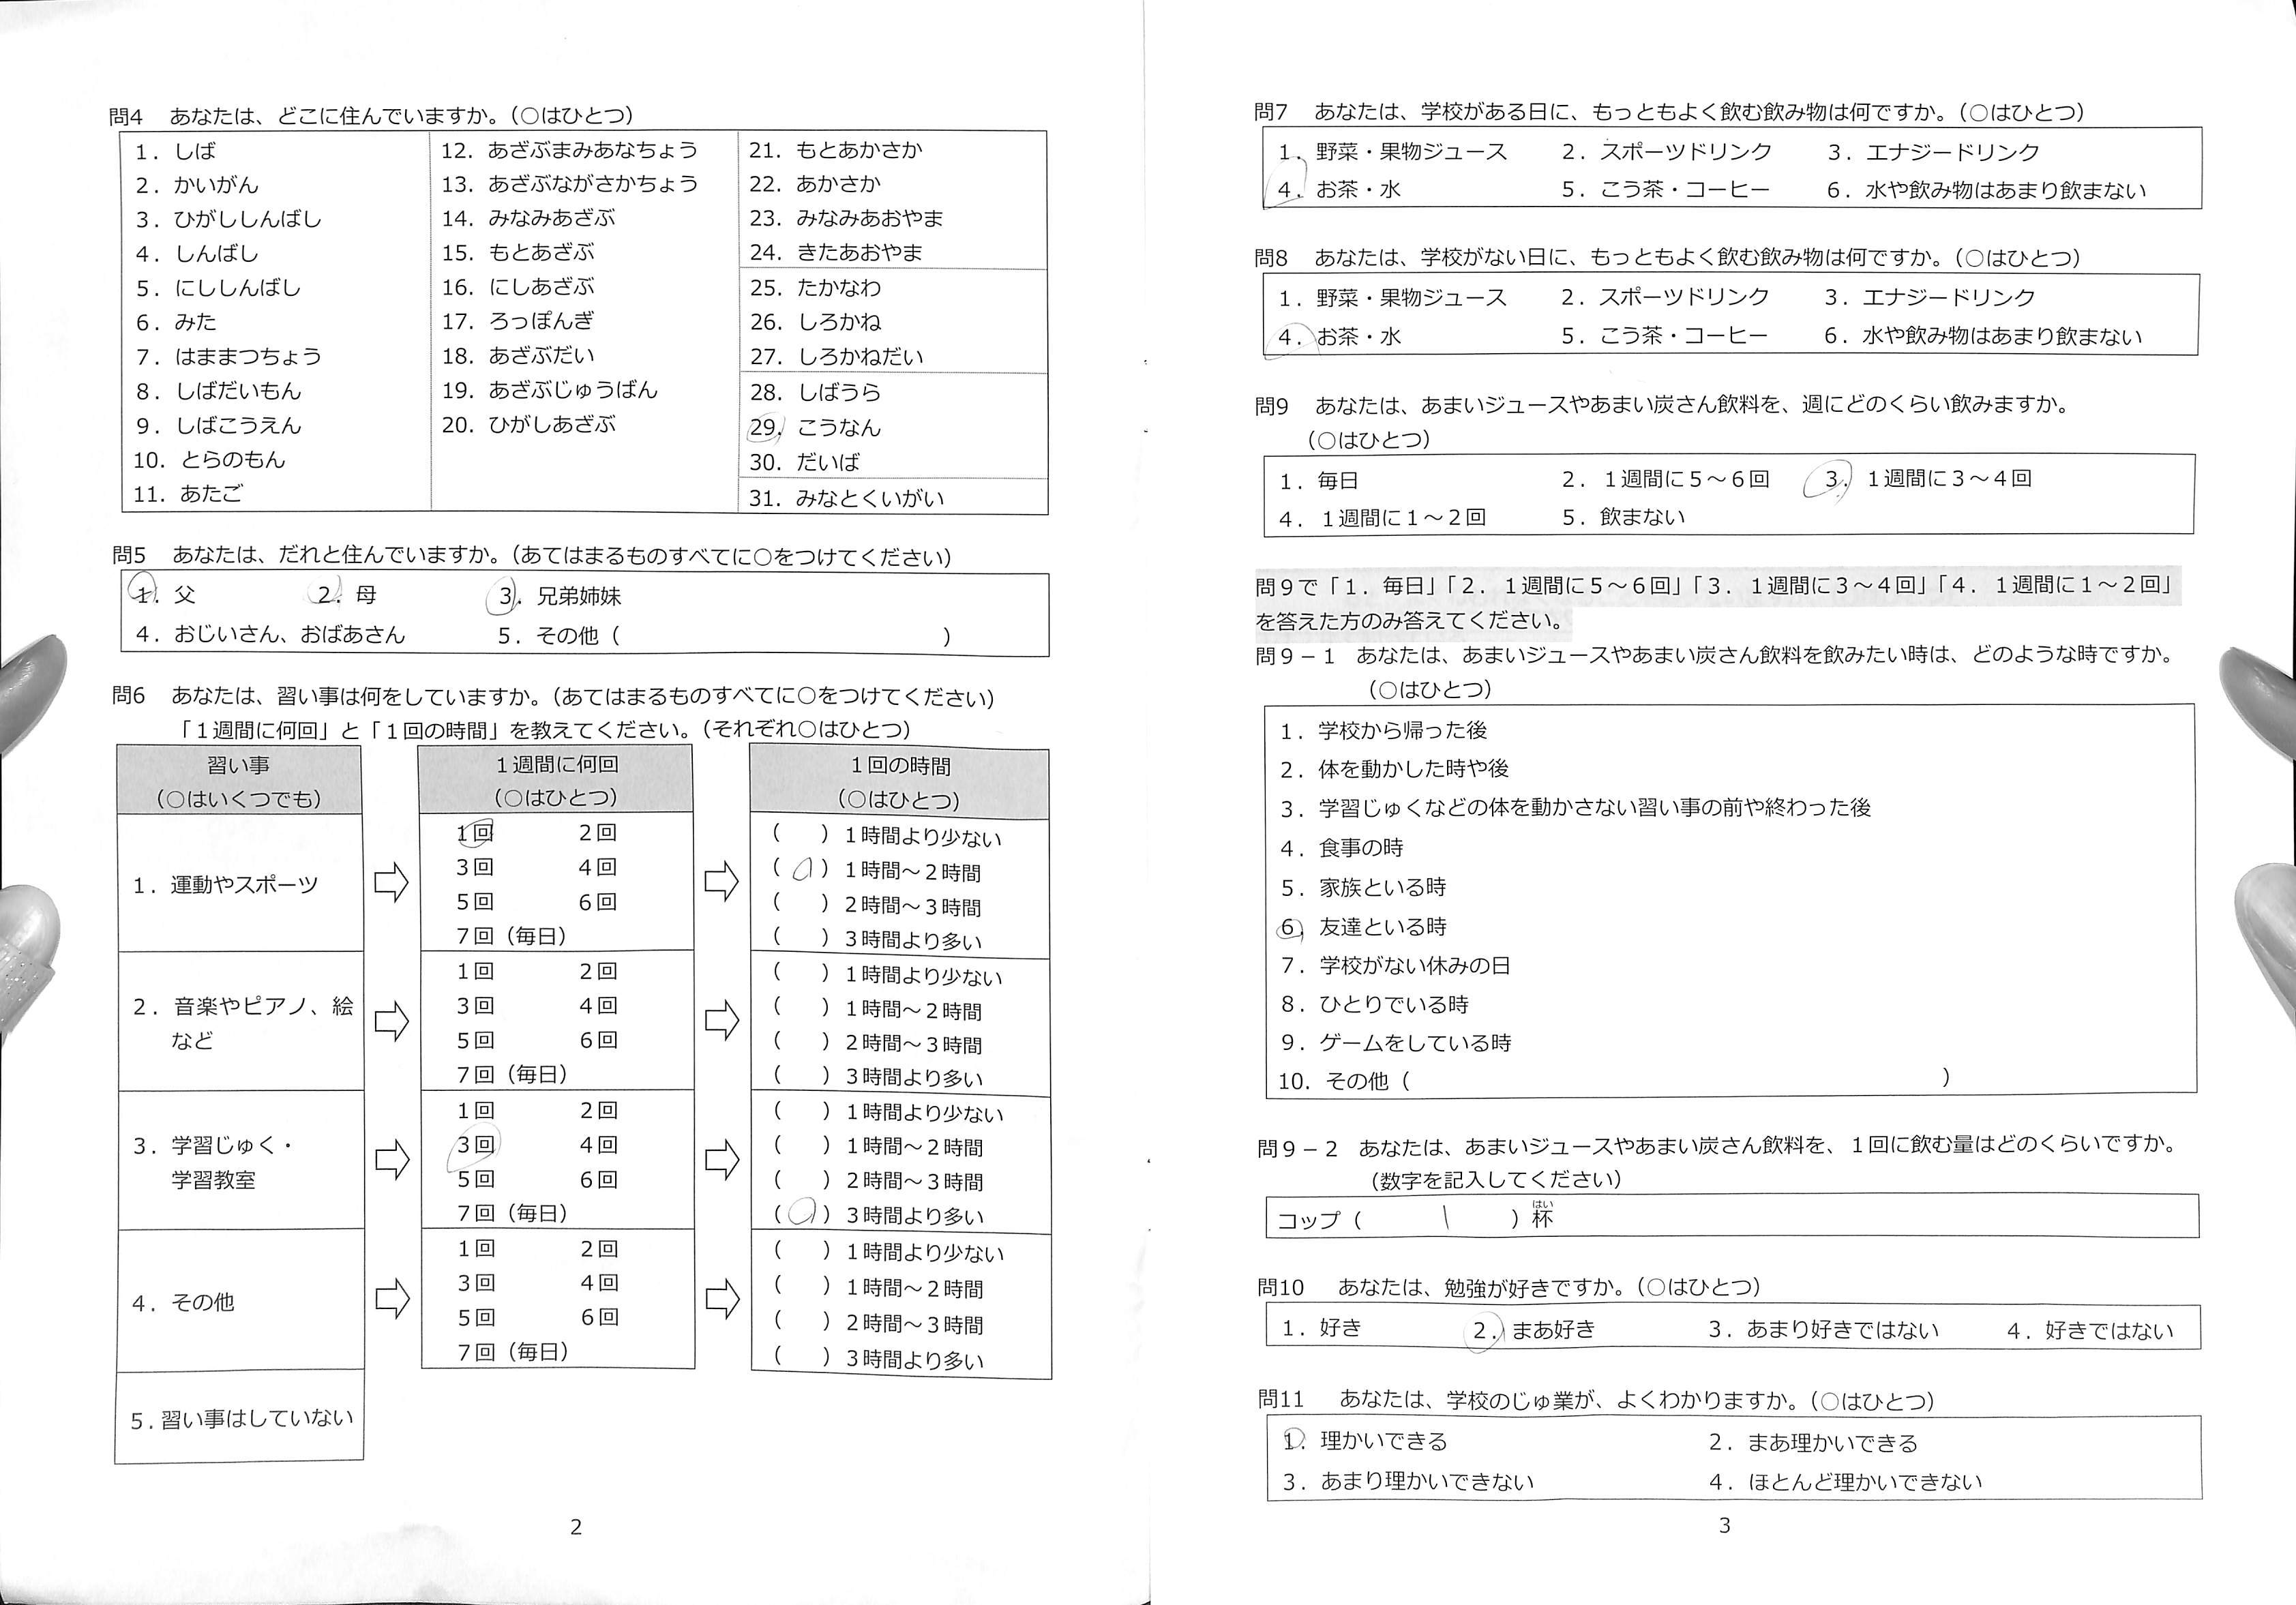 問4 あなたは、どこに住んでいますか。（○はひとつ）
1．しば
2．かいがん
3．ひがししんばし
4．しんばし
5．にししんばし
6．みた
7．はままつちょう
8．しばだいもん
9．しばこうえん
10．とらのもん
11．あたご
12．あざぶまみあなちょう
13．あざぶながさかちょう
14．みなみあざぶ
15．もとあざぶ
16．にしあざぶ
17．ろっぽんぎ
18．あざぶだい
19．あざぶじゅうばん
20．ひがしあざぶ
21．もとあかさか
22．あかさか
23．みなみあおやま
24．きたあおやま
25．たかなわ
26．しろかね
27．しろかねだい
28．しばうら
29．こうなん
30．だいば
31．みなとくいがい
問5 あなたは、だれと住んでいますか。（あてはまるものすべてに○をつけてください）
1．父 2．母 3．兄弟姉妹
4．おじいさん、おばあさん 5．その他（ ）
問6 あなたは、習い事は何をしていますか。（あてはまるものすべてに○をつけてください）
「１週間に何回」と「１回の時間」を教えてください。（それぞれ○はひとつ）
習い事
（○はいくつでも）
１週間に何回
（○はひとつ）
１回の時間
（○はひとつ）
1．運動やスポーツ
1回 2回
3回 4回
5回 6回
7回（毎日）
（ ）１時間より少ない
（ ）１時間～２時間
（ ）２時間～３時間
（ ）３時間より多い
2．音楽やピアノ、絵
など
1回 2回
3回 4回
5回 6回
7回（毎日）
（ ）１時間より少ない
（ ）１時間～２時間
（ ）２時間～３時間
（ ）３時間より多い
3．学習じゅく・
学習教室
1回 2回
3回 4回
5回 6回
7回（毎日）
（ ）１時間より少ない
（ ）１時間～２時間
（ ）２時間～３時間
（ ）３時間より多い
4．その他
1回 2回
3回 4回
5回 6回
7回（毎日）
（ ）１時間より少ない
（ ）１時間～２時間
（ ）２時間～３時間
（ ）３時間より多い
5．習い事はしていない
2
問7 あなたは、学校がある日に、もっともよく飲む飲み物は何ですか。（○はひとつ）
1．野菜・果物ジュース 2．スポーツドリンク 3．エナジードリンク
4．お茶・水 5．こう茶・コーヒー 6．水や飲み物はあまり飲まない
問8 あなたは、学校がない日に、もっともよく飲む飲み物は何ですか。（○はひとつ）
1．野菜・果物ジュース 2．スポーツドリンク 3．エナジードリンク
4．お茶・水 5．こう茶・コーヒー 6．水や飲み物はあまり飲まない
問9 あなたは、あまいジュースやあまい炭さん飲料を、週にどのくらい飲みますか。
（○はひとつ）
1．毎日 2．１週間に５～６回 3．１週間に３～４回
4．１週間に１～２回 5．飲まない
問９で「１．毎日」「２．１週間に５～６回」「３．１週間に３～４回」「４．１週間に１～２回」
を答えた方のみ答えてください。
問９－１ あなたは、あまいジュースやあまい炭さん飲料を飲みたい時は、どのような時ですか。
（○はひとつ）
1．学校から帰った後
2．体を動かした時や後
3．学習じゅくなどの体を動かさない習い事の前や終わった後
4．食事の時
5．家族といる時
6．友達といる時
7．学校がない休みの日
8．ひとりでいる時
9．ゲームをしている時
10．その他（ ）
問９－２ あなたは、あまいジュースやあまい炭さん飲料を、１回に飲む量はどのくらいですか。
（数字を記入してください）
はい
コップ（ 1 ）杯
問10 あなたは、勉強が好きですか。（○はひとつ）
1．好き 2．まあ好き 3．あまり好きではない 4．好きではない
問11 あなたは、学校のじゅ業が、よくわかりますか。（○はひとつ）
1．理かいできる 2．まあ理かいできる
3．あまり理かいできない 4．ほとんど理かいできない
3